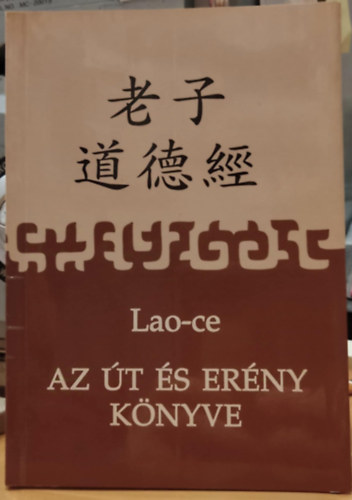 老子
道德經
Lao-ce
AZ ÚT ÉS ERÉNY
KÖNYVE